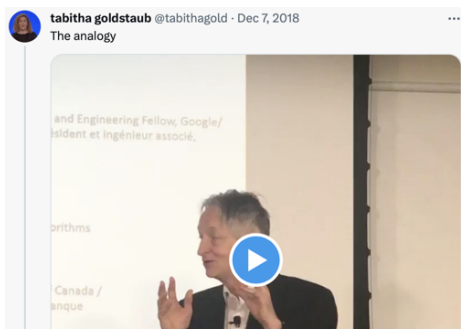 tabitha goldstaub @tabithagold · Dec 7, 2018 ···
The analogy
and Engineering Fellow, Google/
ésident et ingénieur associé,
orithms
Canada /
anque